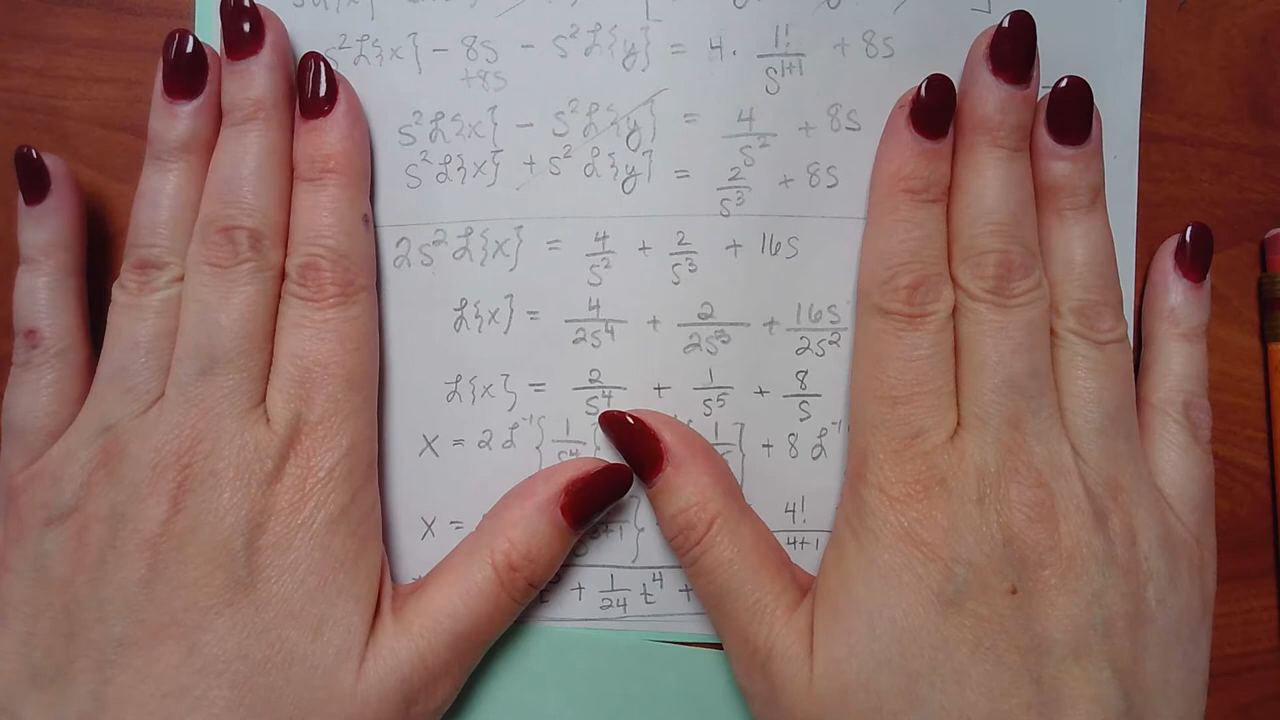 s²ℒ{x} - 8s - s²ℒ{y} = 4 · 1!/s^(1+1) + 8s
+8s
s²ℒ{x} - s²ℒ{y} = 4/s² + 8s
s²ℒ{x} + s²ℒ{y} = 2/s³ + 8s
2s²ℒ{x} = 4/s² + 2/s³ + 16s
ℒ{x} = 4/2s⁴ + 2/2s⁵ + 16s/2s²
ℒ{x} = 2/s⁴ + 1/s⁵ + 8/s
x = 2ℒ⁻¹{1/s⁴} + 8ℒ⁻¹
x = 3+1} 4!/4+1
+ 1/24 t⁴ +